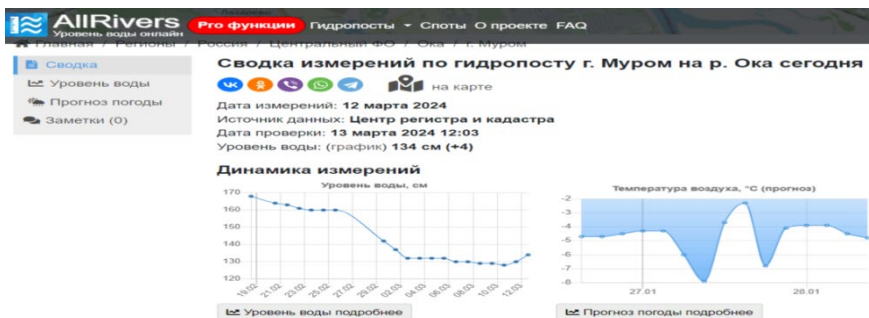 AllRivers
Уровень воды онлайн
Pro функции Гидропосты Споты О проекте FAQ
Главная / Регионы / Россия / Центральный ФО / Ока / г. Муром
Сводка
Уровень воды
Прогноз погоды
Заметки (0)
Сводка измерений по гидропосту г. Муром на р. Ока сегодня
на карте
Дата измерений: 12 марта 2024
Источник данных: Центр регистра и кадастра
Дата проверки: 13 марта 2024 12:03
Уровень воды: (график) 134 см (+4)
Динамика измерений
Уровень воды, см
170
160
150
140
130
120
19.02 21.02 23.02 25.02 27.02 29.02 02.03 04.03 06.03 08.03 10.03 12.03
Уровень воды подробнее
Температура воздуха, °C (прогноз)
-2
-3
-4
-5
-6
-7
-8
27.01 28.01
Прогноз погоды подробнее